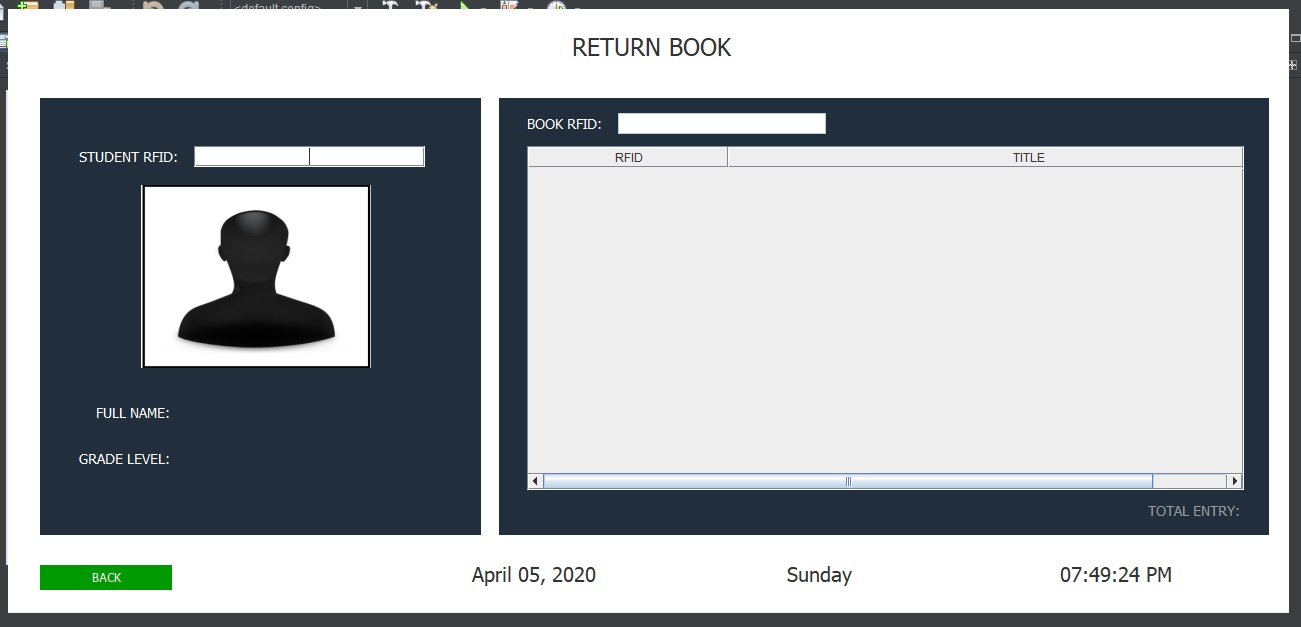 <default config>
RETURN BOOK
STUDENT RFID:
FULL NAME:
GRADE LEVEL:
BOOK RFID:
RFID TITLE
TOTAL ENTRY:
BACK April 05, 2020 Sunday 07:49:24 PM